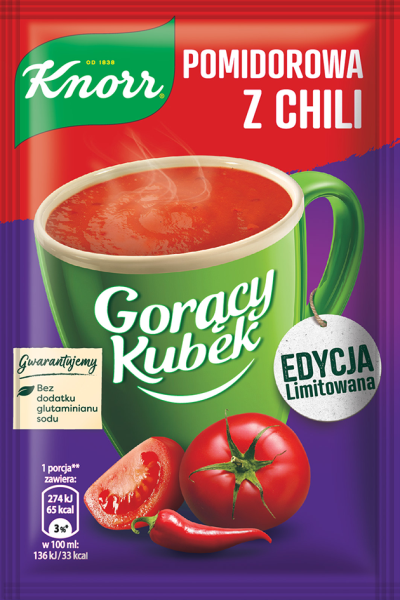 OD 1838
Knorr
POMIDOROWA
Z CHILI
Gorący
Kubek
EDYCJA
Limitowana
Gwarantujemy
Bez
dodatku
glutaminianu
sodu
1 porcja**
zawiera:
274 kJ
65 kcal
3%*
w 100 ml:
136 kJ/33 kcal